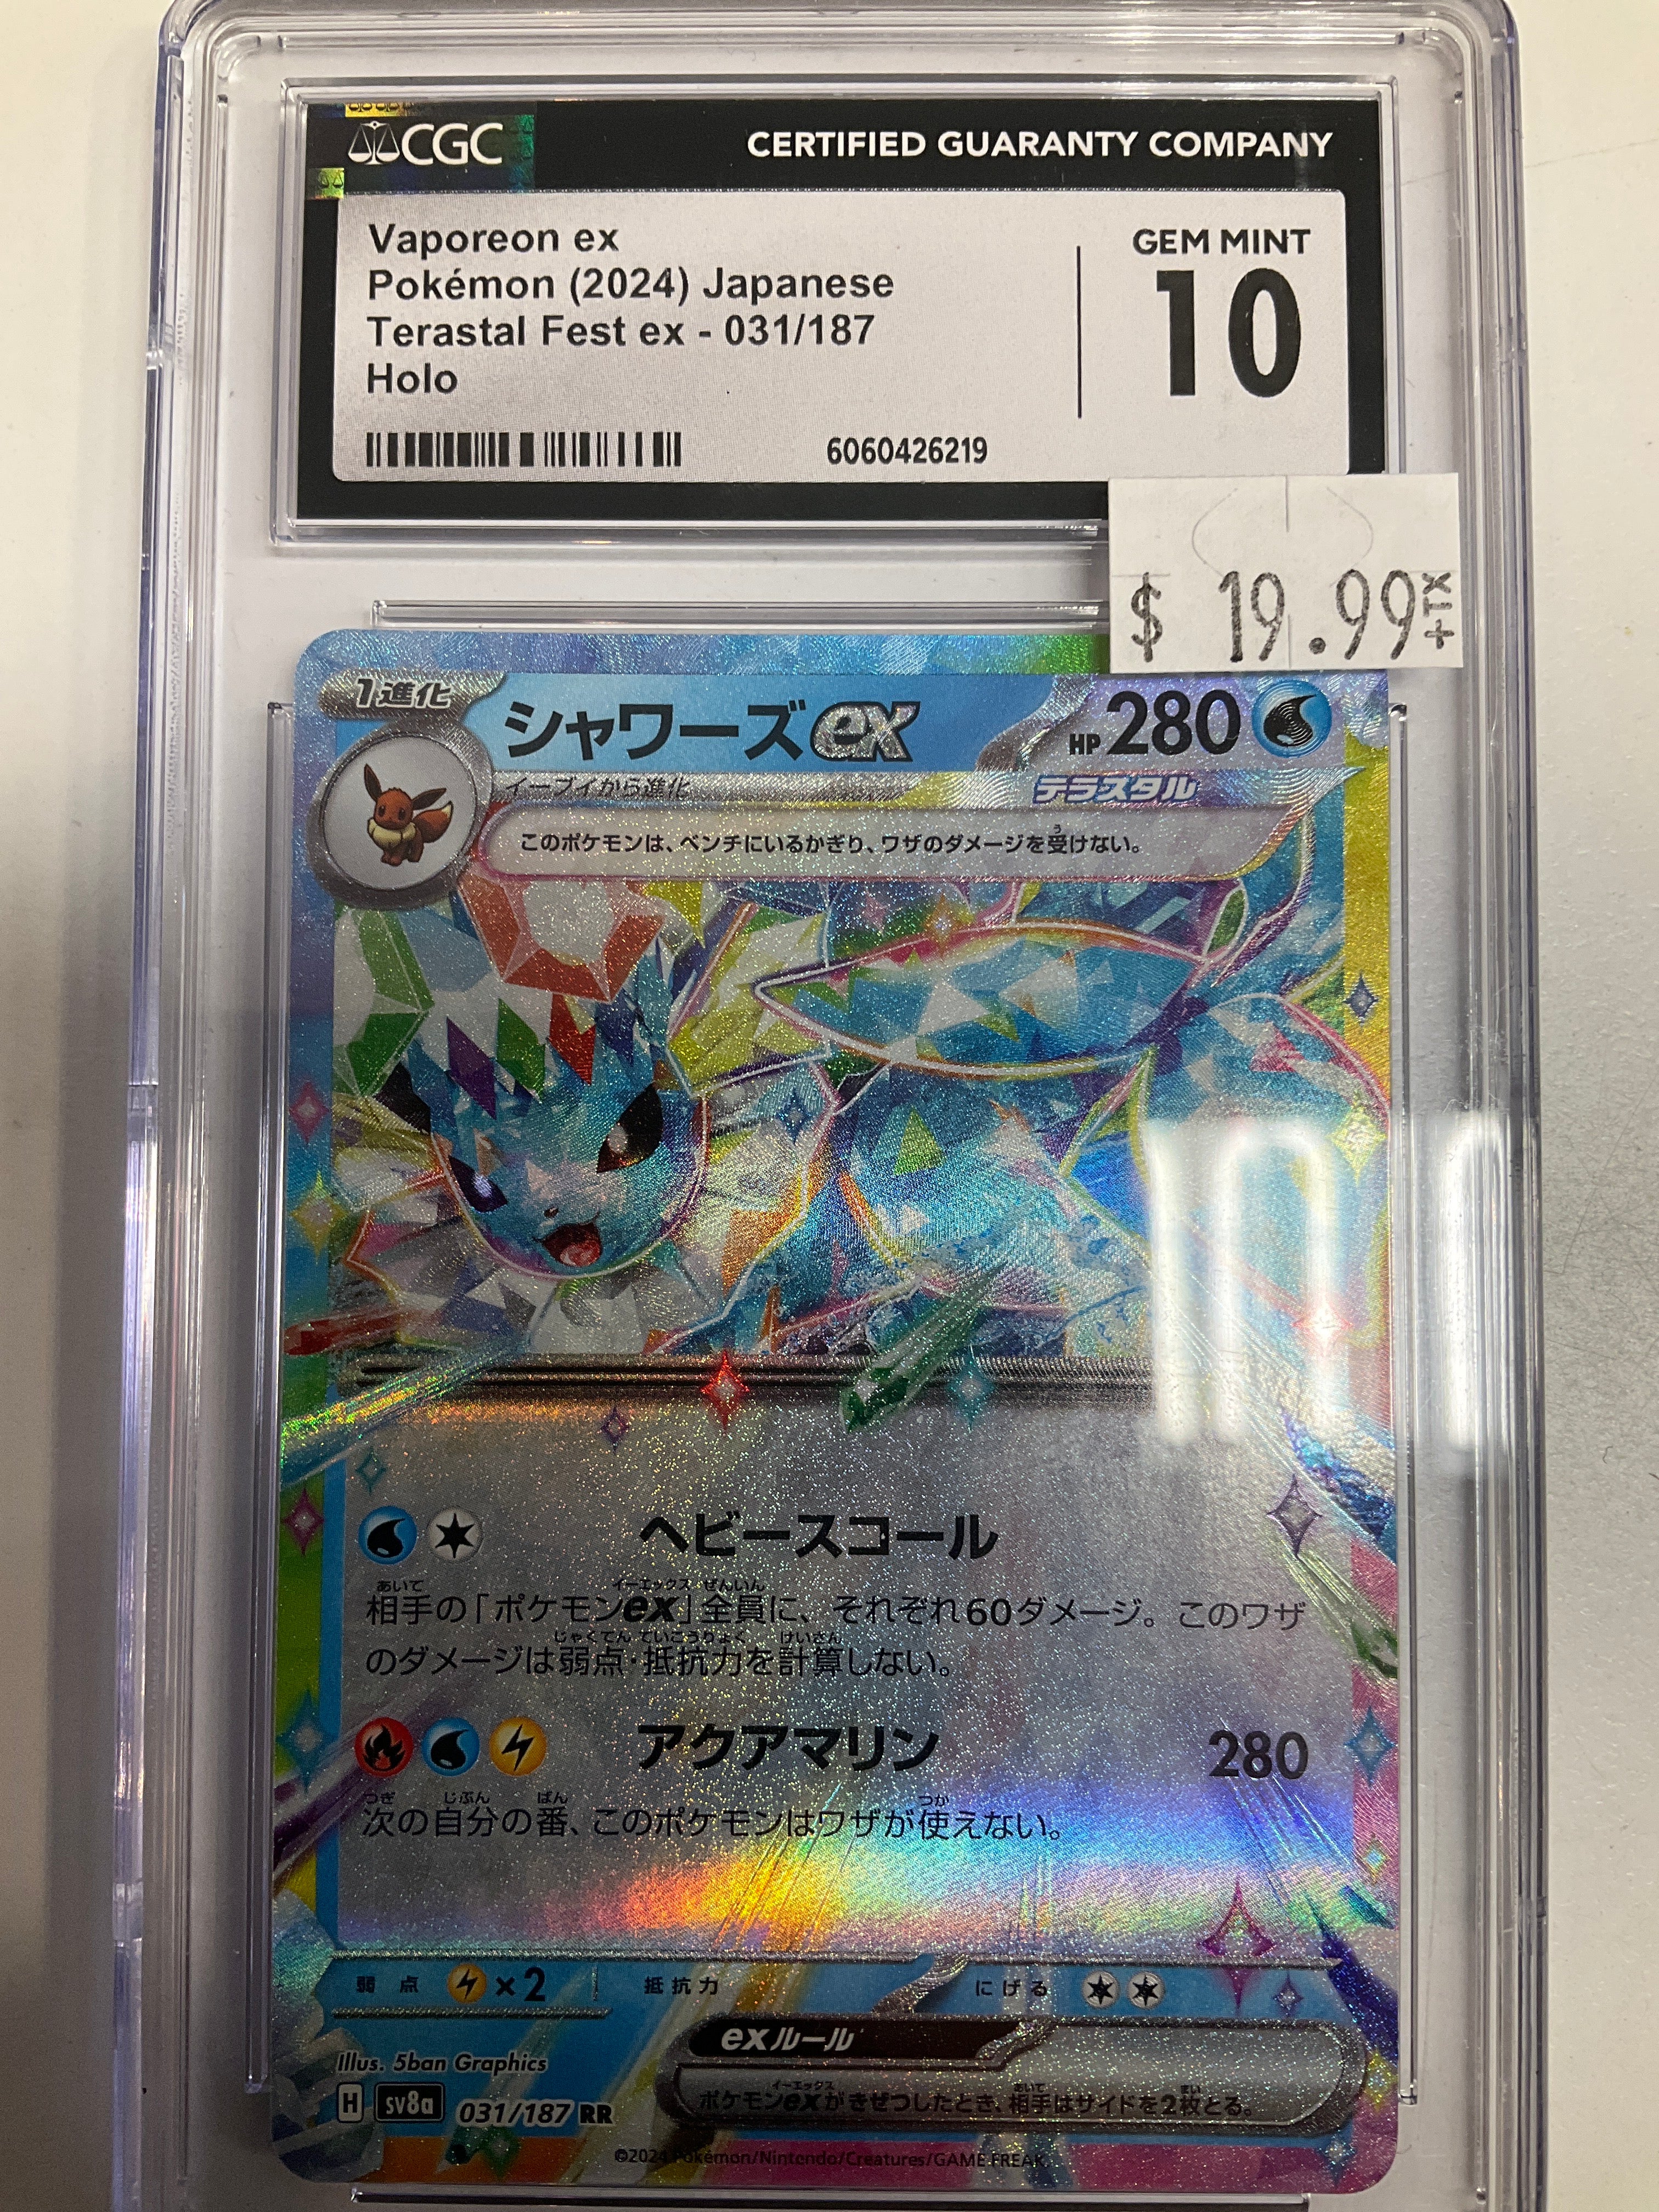 CGC
CERTIFIED GUARANTY COMPANY
Vaporeon ex
Pokémon (2024) Japanese
Terastal Fest ex - 031/187
Holo
GEM MINT
10
6060426219
$ 19.99+TX
1進化
シャワーズex
HP280
イーブイから進化
テラスタル
このポケモンは、ベンチにいるかぎり、ワザのダメージを受けない。
ヘビースコール
相手の「ポケモンex」全員に、それぞれ60ダメージ。このワザ
のダメージは弱点・抵抗力を計算しない。
アクアマリン 280
次の自分の番、このポケモンはワザが使えない。
弱点 ×2 抵抗力 にげる
exルール
ポケモンexがきぜつしたとき、相手はサイドを2枚とる。
Illus. 5ban Graphics
H sv8a 031/187 RR
©2024 Pokémon/Nintendo/Creatures/GAME FREAK